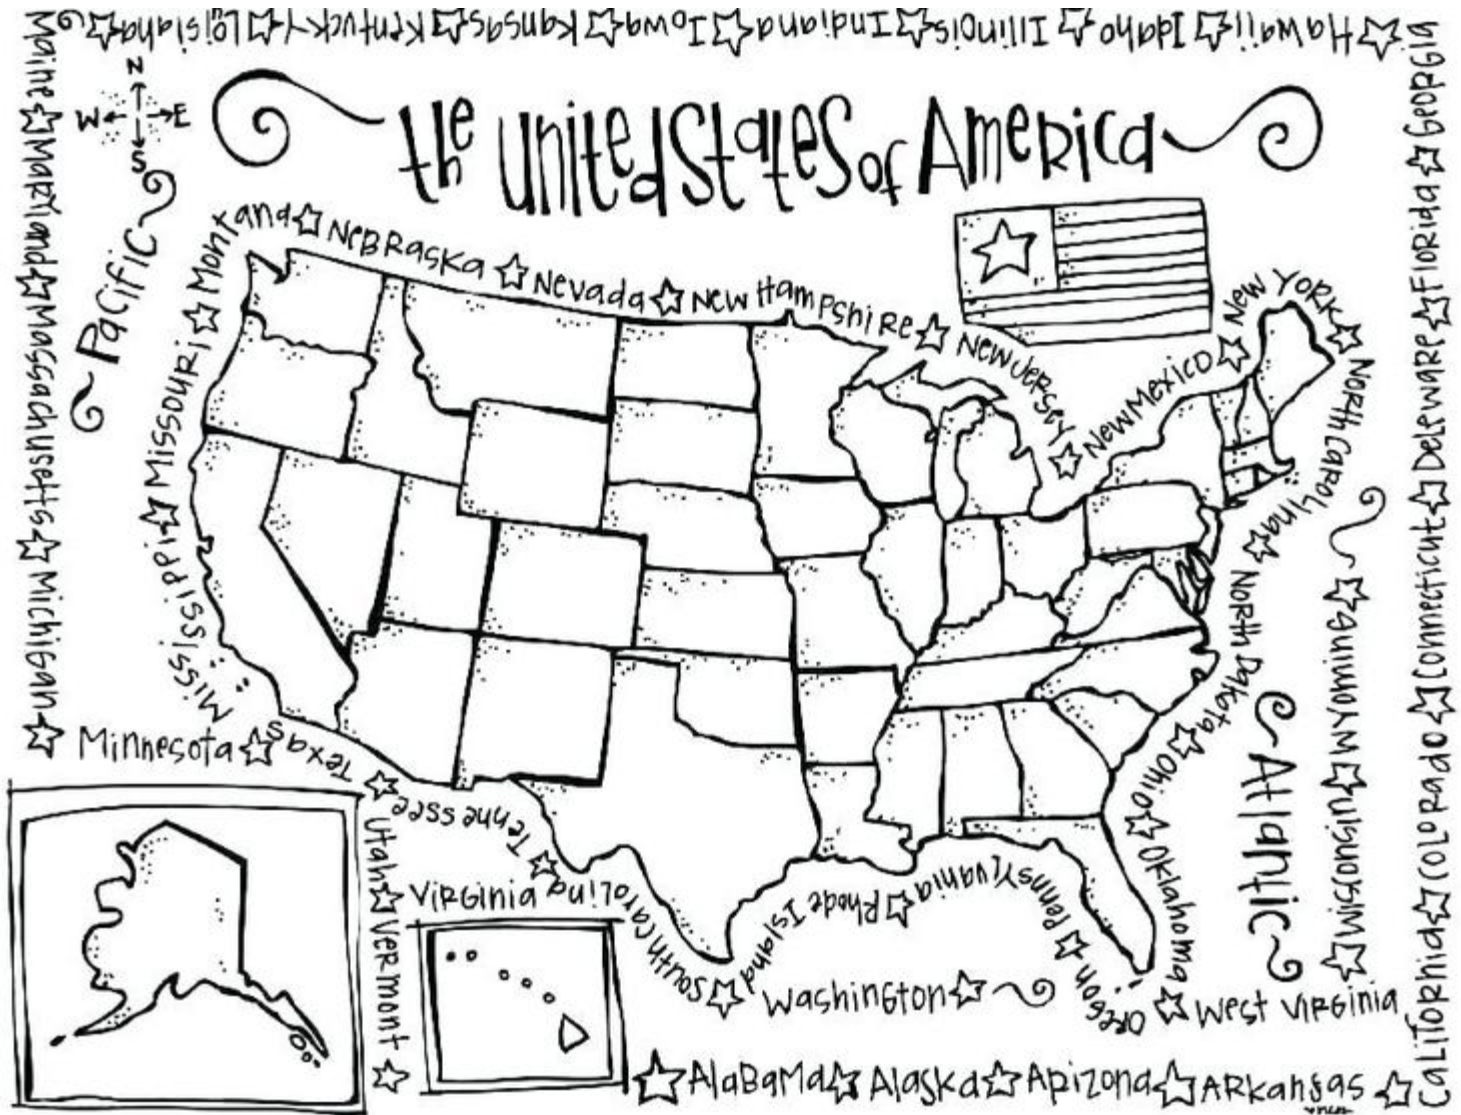 the United States of America
N
W E
S
Pacific
Atlantic
Alabama Alaska Arizona Arkansas
California Colorado Connecticut Deleware Florida Georgia
Hawaii Idaho Illinois Indiana Iowa Kansas Kentucky Louisiana
Maine Maryland Massachusetts Michigan
Minnesota
Mississippi Missouri Montana
Nebraska Nevada New Hampshire New Jersey
New Mexico New York North Carolina
North Dakota Ohio Oklahoma
Oregon Pennsylvania Rhode Island
South Carolina Tennessee Texas
Utah Vermont
Virginia
Washington
West Virginia
Wisconsin Wyoming